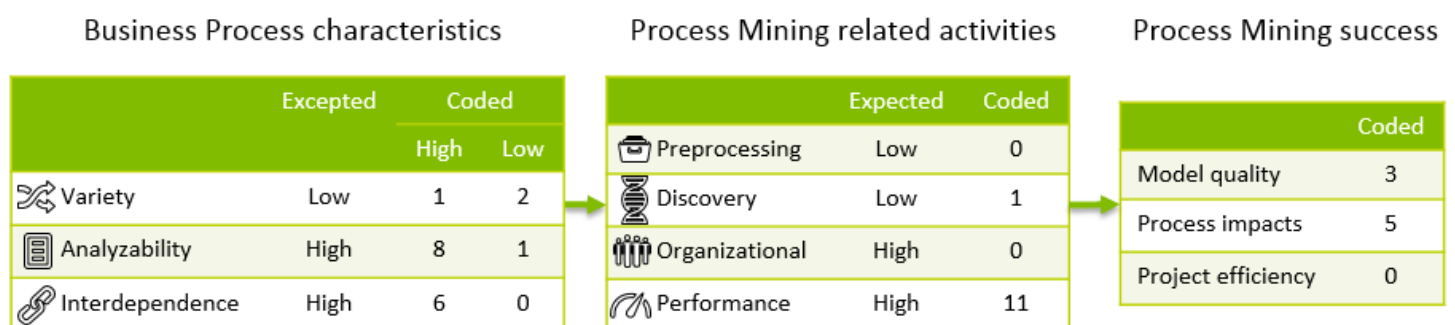 Business Process characteristics
Excepted Coded
High Low
Variety Low 1 2
Analyzability High 8 1
Interdependence High 6 0
Process Mining related activities
Expected Coded
Preprocessing Low 0
Discovery Low 1
Organizational High 0
Performance High 11
Process Mining success
Coded
Model quality 3
Process impacts 5
Project efficiency 0